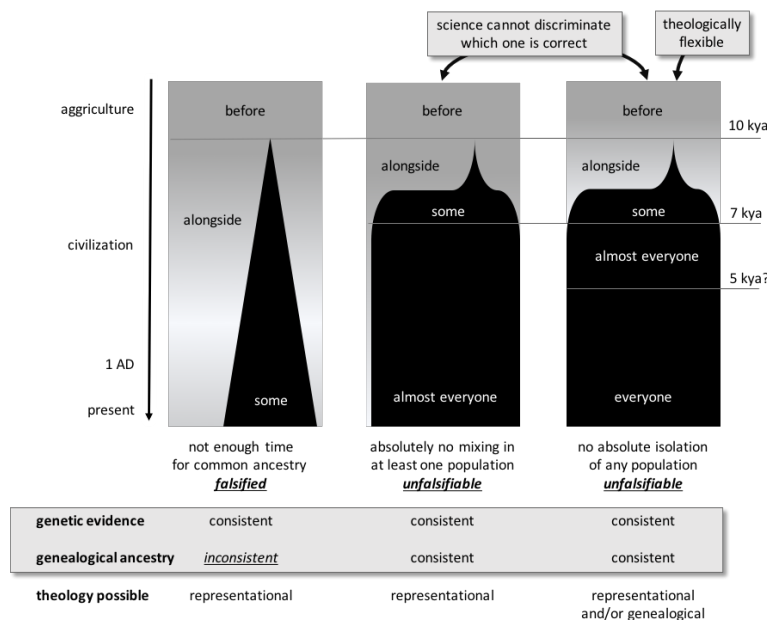 science cannot discriminate
which one is correct
theologically
flexible
aggriculture
before
before
before
10 kya
alongside
alongside
alongside
some
some
7 kya
civilization
almost everyone
5 kya?
1 AD
some
almost everyone
everyone
present
not enough time
for common ancestry
falsified
absolutely no mixing in
at least one population
unfalsifiable
no absolute isolation
of any population
unfalsifiable
genetic evidence consistent consistent consistent
genealogical ancestry inconsistent consistent consistent
theology possible representational representational representational
and/or genealogical